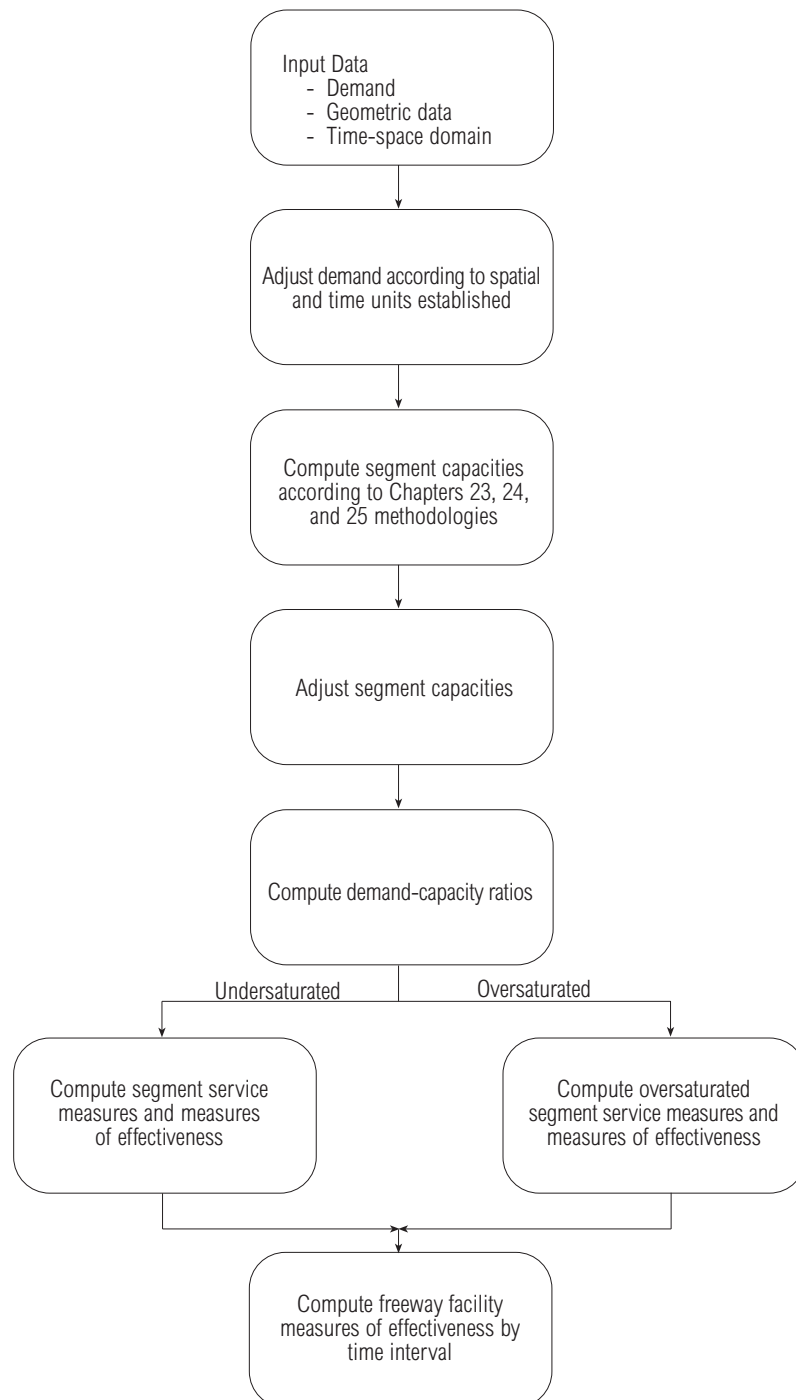 Input Data
- Demand
- Geometric data
- Time-space domain
Adjust demand according to spatial
and time units established
Compute segment capacities
according to Chapters 23, 24,
and 25 methodologies
Adjust segment capacities
Compute demand-capacity ratios
Undersaturated
Oversaturated
Compute segment service
measures and measures
of effectiveness
Compute oversaturated
segment service measures and
measures of effectiveness
Compute freeway facility
measures of effectiveness by
time interval